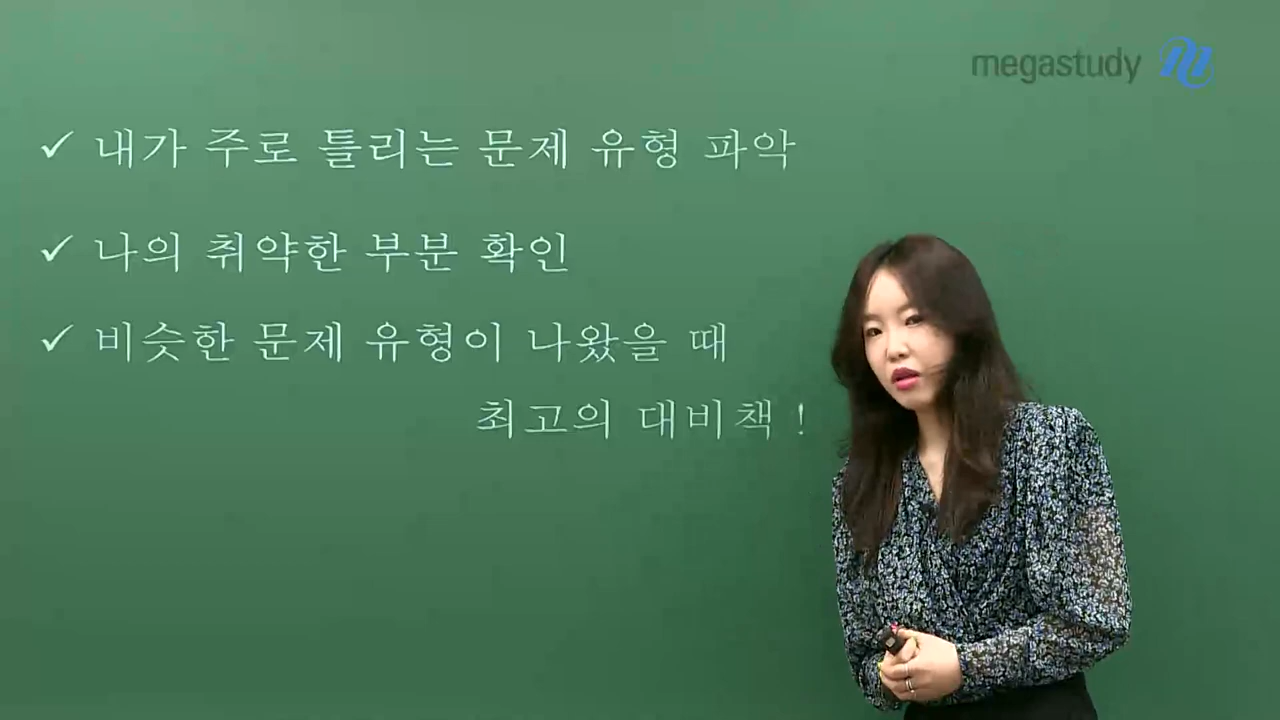 megastudy
✓ 내가 주로 틀리는 문제 유형 파악
✓ 나의 취약한 부분 확인
✓ 비슷한 문제 유형이 나왔을 때
최고의 대비책 !